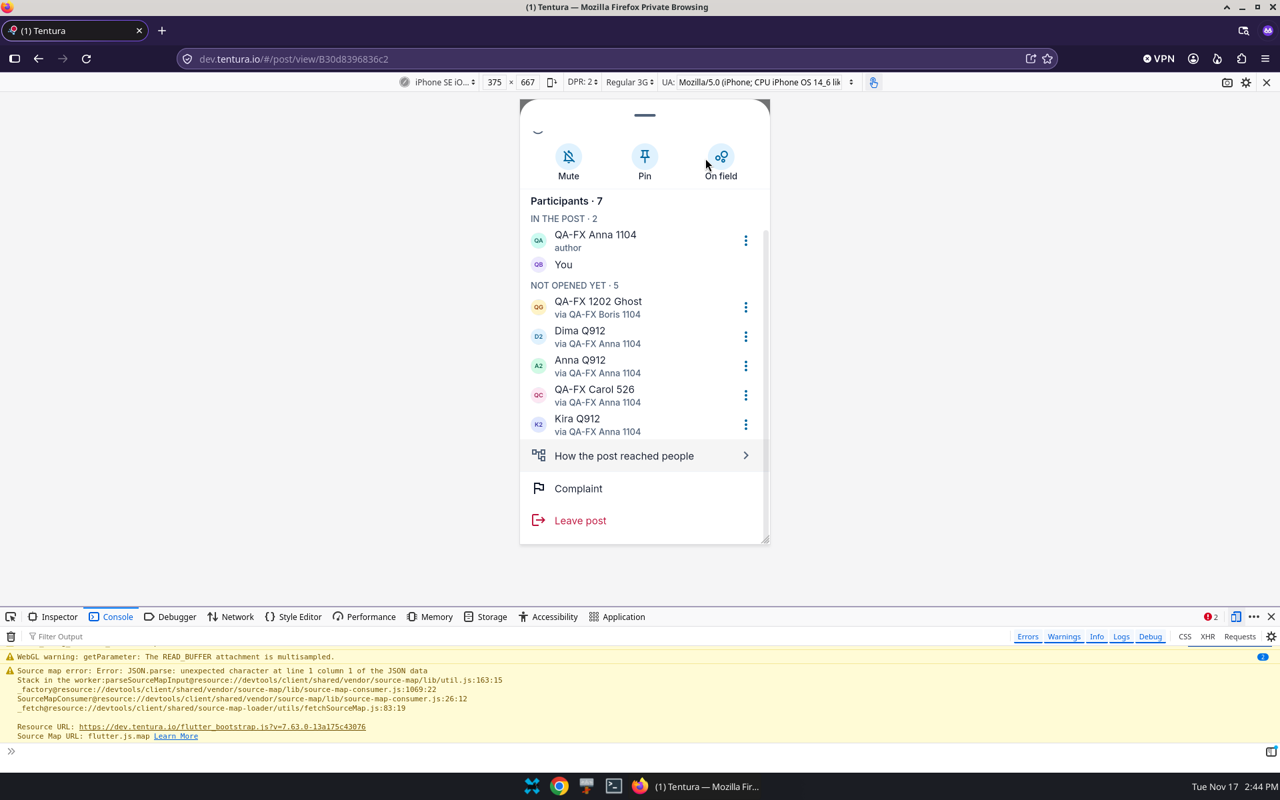 (1) Tentura — Mozilla Firefox Private Browsing
(1) Tentura
dev.tentura.io/#/post/view/B30d8396836c2
VPN
iPhone SE iO... 375 × 667 DPR: 2 Regular 3G UA: Mozilla/5.0 (iPhone; CPU iPhone OS 14_6 lik
Mute Pin On field
Participants · 7
IN THE POST · 2
QA QA-FX Anna 1104
author
QB You
NOT OPENED YET · 5
QG QA-FX 1202 Ghost
via QA-FX Boris 1104
D2 Dima Q912
via QA-FX Anna 1104
A2 Anna Q912
via QA-FX Anna 1104
QC QA-FX Carol 526
via QA-FX Anna 1104
K2 Kira Q912
via QA-FX Anna 1104
How the post reached people
Complaint
Leave post
Inspector Console Debugger Network Style Editor Performance Memory Storage Accessibility Application 2
Filter Output Errors Warnings Info Logs Debug CSS XHR Requests
WebGL warning: getParameter: The READ_BUFFER attachment is multisampled. 2
Source map error: Error: JSON.parse: unexpected character at line 1 column 1 of the JSON data
Stack in the worker:parseSourceMapInput@resource://devtools/client/shared/vendor/source-map/lib/util.js:163:15
_factory@resource://devtools/client/shared/vendor/source-map/lib/source-map-consumer.js:1069:22
SourceMapConsumer@resource://devtools/client/shared/vendor/source-map/lib/source-map-consumer.js:26:12
_fetch@resource://devtools/client/shared/source-map-loader/utils/fetchSourceMap.js:83:19
Resource URL: https://dev.tentura.io/flutter_bootstrap.js?v=7.63.0-13a175c43076
Source Map URL: flutter.js.map Learn More
(1) Tentura — Mozilla Fir... Tue Nov 17 2:44 PM